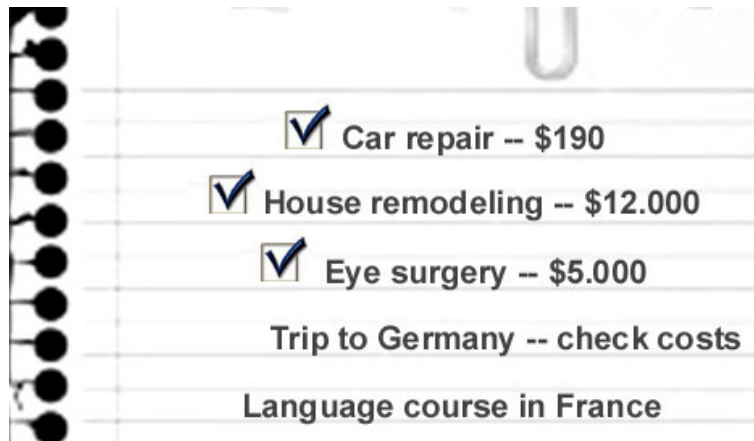 Car repair -- $190
House remodeling -- $12.000
Eye surgery -- $5.000
Trip to Germany -- check costs
Language course in France